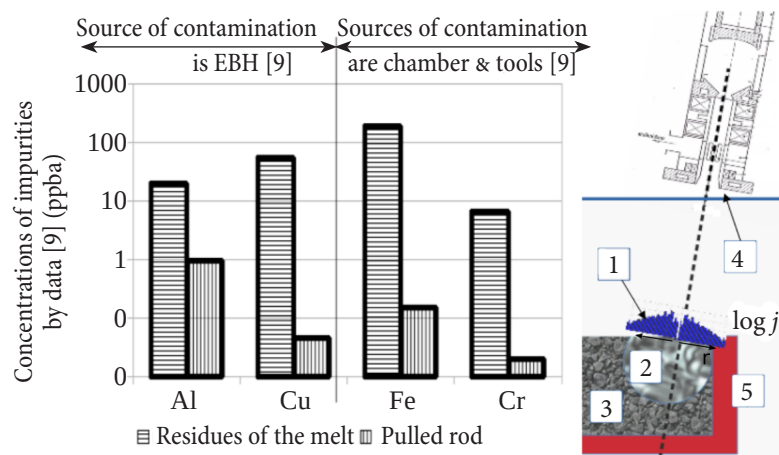 Source of contamination
is EBH [9]
Sources of contamination
are chamber & tools [9]
Concentrations of impurities
by data [9] (ppba)
1000
100
10
1
0
0
Al
Cu
Fe
Cr
Residues of the melt
Pulled rod
1
4
log j
r
2
3
5